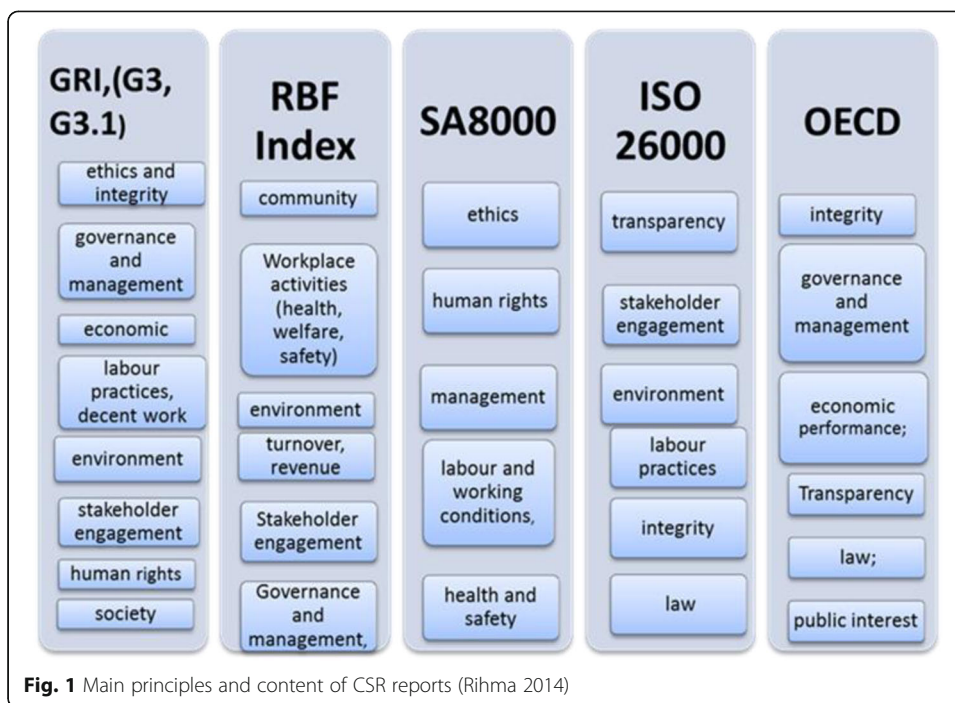 GRI,(G3,
G3.1)
ethics and
integrity
governance
and
management
economic
labour
practices,
decent work
environment
stakeholder
engagement
human rights
society
RBF
Index
community
Workplace
activities
(health,
welfare,
safety)
environment
turnover,
revenue
Stakeholder
engagement
Governance
and
management,
SA8000
ethics
human rights
management
labour and
working
conditions,
health and
safety
ISO
26000
transparency
stakeholder
engagement
environment
labour
practices
integrity
law
OECD
integrity
governance
and
management
economic
performance;
Transparency
law;
public interest
Fig. 1 Main principles and content of CSR reports (Rihma 2014)